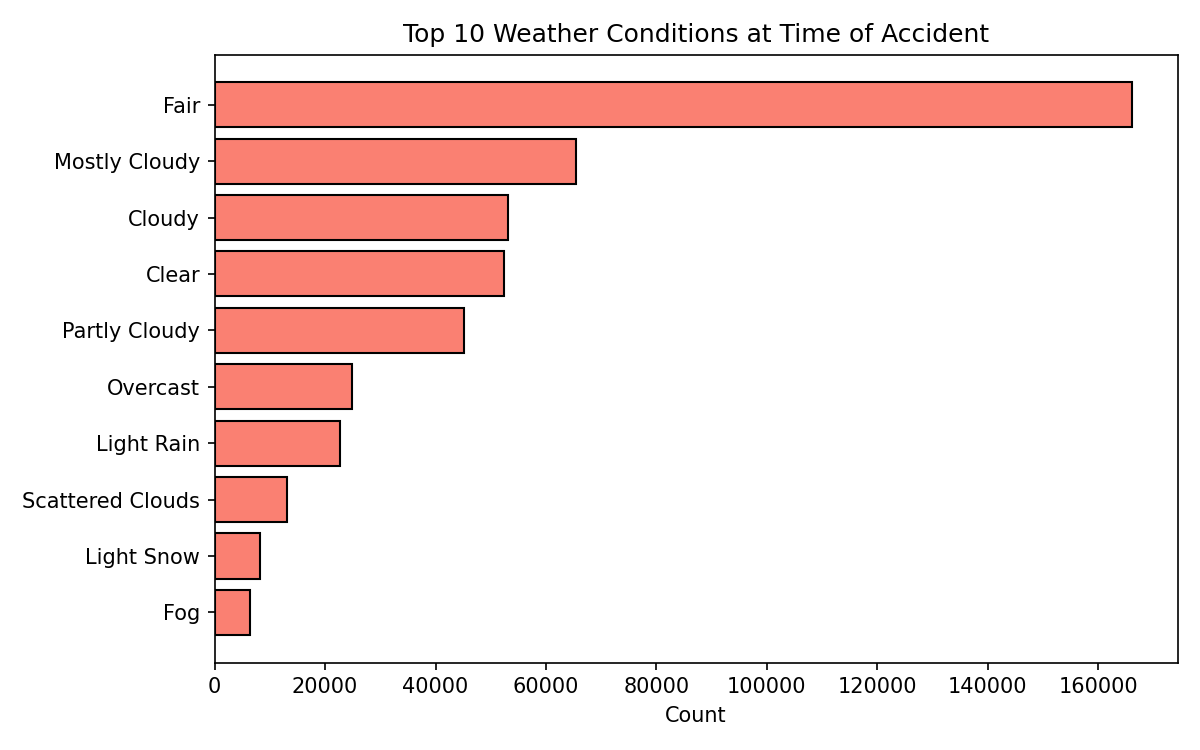 Top 10 Weather Conditions at Time of Accident
Fair
Mostly Cloudy
Cloudy
Clear
Partly Cloudy
Overcast
Light Rain
Scattered Clouds
Light Snow
Fog
0 20000 40000 60000 80000 100000 120000 140000 160000
Count